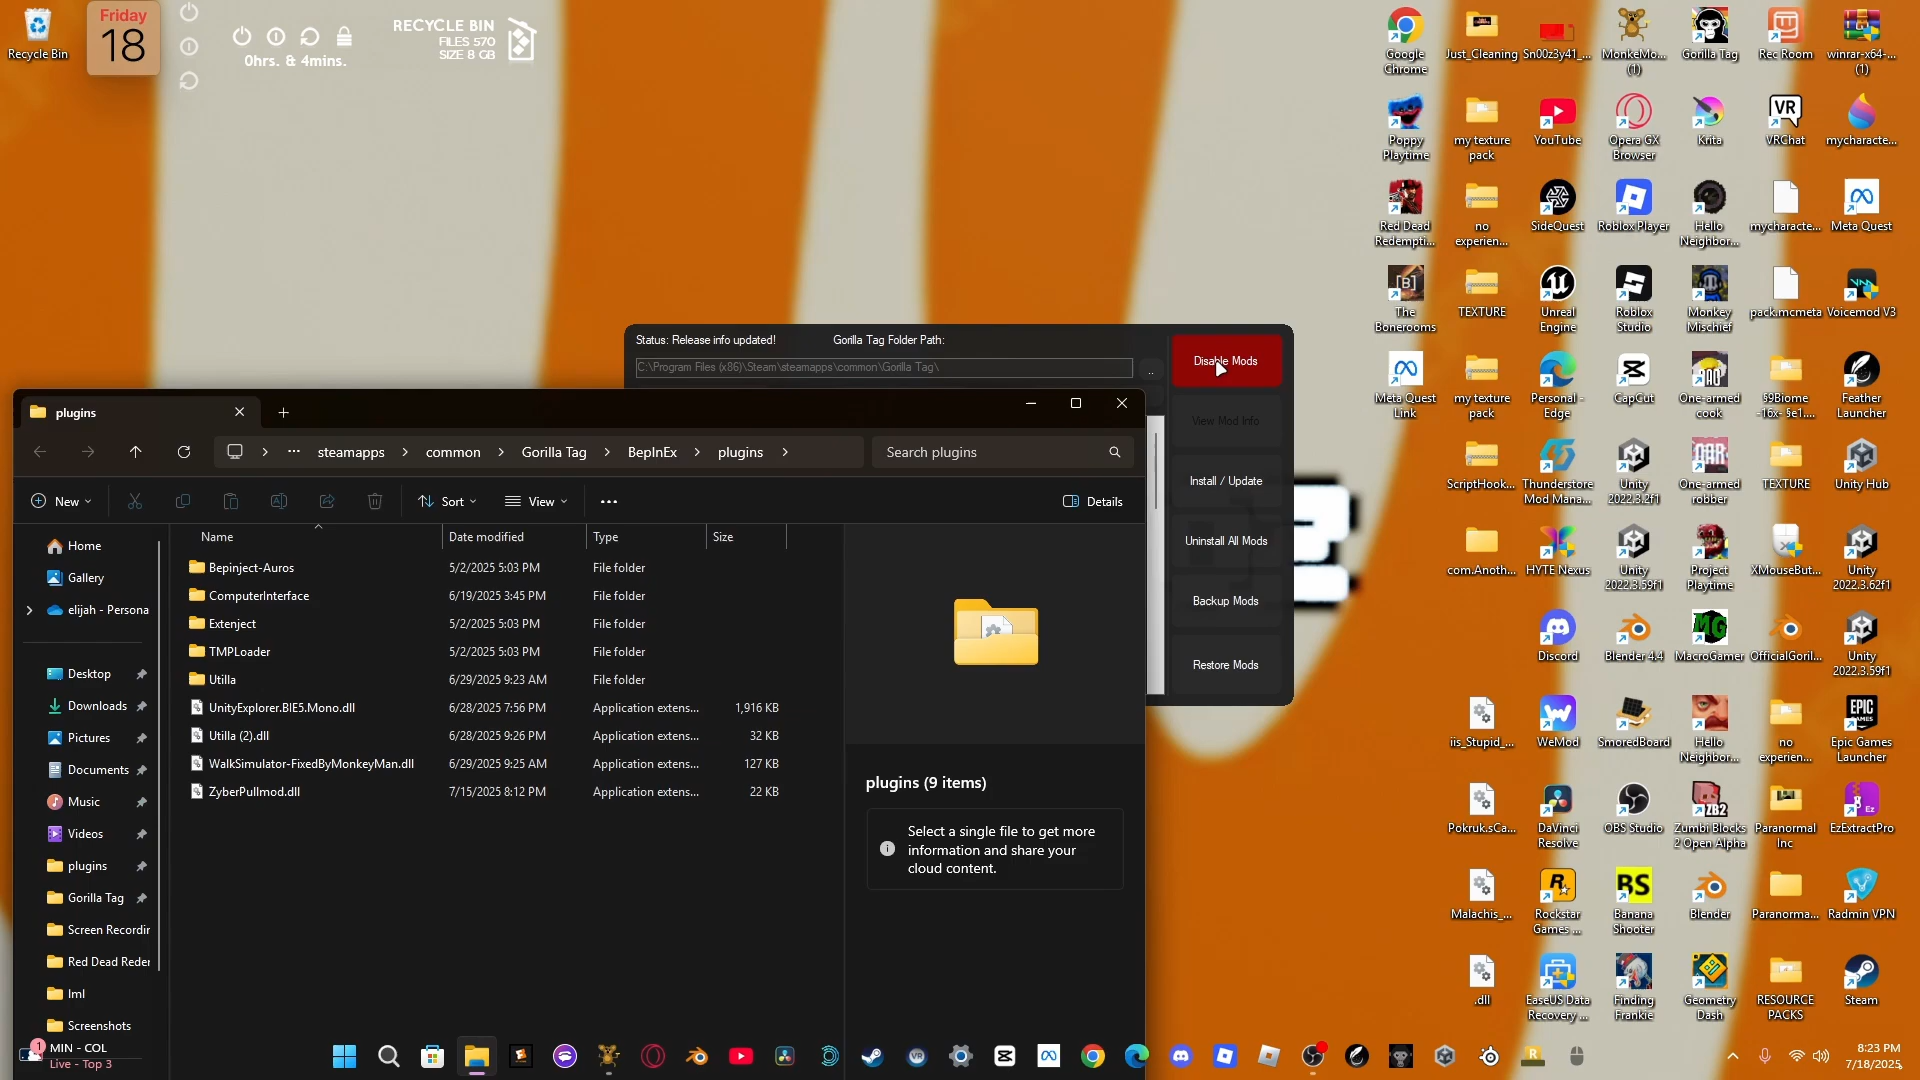 Recycle Bin
Friday
18
0hrs. & 4mins.
RECYCLE BIN
FILES 570
SIZE 8 GB
Google Chrome
Just_Cleaning
Sn00z3y41_...
MonkeMo... (1)
Gorilla Tag
Rec Room
winrar-x64-... (1)
Poppy Playtime
my texture pack
YouTube
Opera GX Browser
Krita
VRChat
mycharacte...
Red Dead Redempti...
no experien...
SideQuest
Roblox Player
Hello Neighbor...
mycharacte...
Meta Quest
The Bonerooms
TEXTURE
Unreal Engine
Roblox Studio
Monkey Mischief
pack.mcmeta
Voicemod V3
Meta Quest Link
my texture pack
Personal - Edge
CapCut
One-armed cook
§9Biome -16x- §e1....
Feather Launcher
ScriptHook...
Thunderstore Mod Mana...
Unity 2022.3.2f1
One-armed robber
TEXTURE
Unity Hub
com.Anoth...
HYTE Nexus
Unity 2022.3.59f1
Project Playtime
XMouseBut...
Unity 2022.3.62f1
Discord
Blender 4.4
MacroGamer
OfficialGoril...
Unity 2022.3.59f1
iis_Stupid_...
WeMod
SmoredBoard
Hello Neighbor...
no experien...
Epic Games Launcher
Pokruk.sCa...
DaVinci Resolve
OBS Studio
Zumbi Blocks 2 Open Alpha
Paranormal Inc
EzExtractPro
Malachis_...
Rockstar Games ...
Banana Shooter
Blender
Paranorma...
Radmin VPN
.dll
EaseUS Data Recovery ...
Finding Frankie
Geometry Dash
RESOURCE PACKS
Steam
Status: Release info updated!
Gorilla Tag Folder Path:
C:\Program Files (x86)\Steam\steamapps\common\Gorilla Tag\
..
Disable Mods
View Mod Info
Install / Update
Uninstall All Mods
Backup Mods
Restore Mods
plugins
steamapps > common > Gorilla Tag > BepInEx > plugins >
Search plugins
New
Sort
View
Details
Name
Date modified
Type
Size
Bepinject-Auros 5/2/2025 5:03 PM File folder
ComputerInterface 6/19/2025 3:45 PM File folder
Extenject 5/2/2025 5:03 PM File folder
TMPLoader 5/2/2025 5:03 PM File folder
Utilla 6/29/2025 9:23 AM File folder
UnityExplorer.BIE5.Mono.dll 6/28/2025 7:56 PM Application extens... 1,916 KB
Utilla (2).dll 6/28/2025 9:26 PM Application extens... 32 KB
WalkSimulator-FixedByMonkeyMan.dll 6/29/2025 9:25 AM Application extens... 127 KB
ZyberPullmod.dll 7/15/2025 8:12 PM Application extens... 22 KB
Home
Gallery
elijah - Persona
Desktop
Downloads
Pictures
Documents
Music
Videos
plugins
Gorilla Tag
Screen Recordir
Red Dead Reder
lml
Screenshots
plugins (9 items)
Select a single file to get more
information and share your
cloud content.
1
MIN - COL
Live - Top 3
8:23 PM
7/18/2025